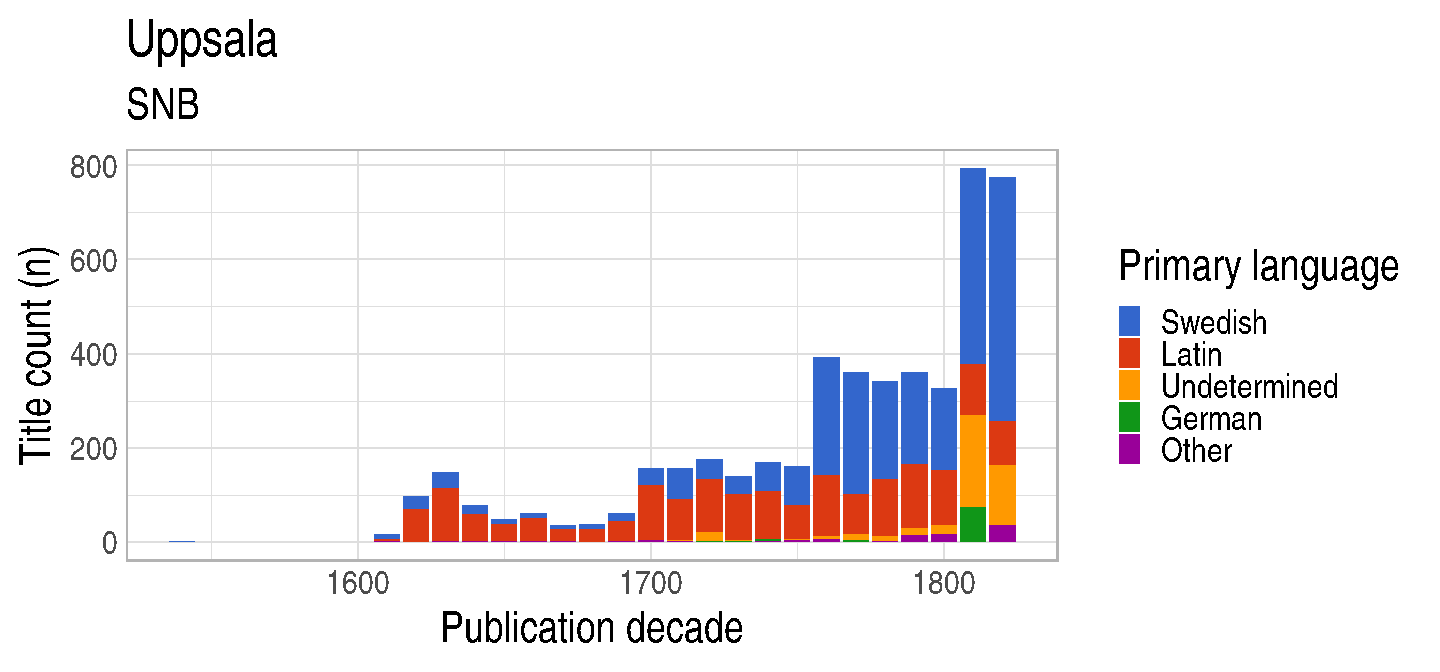 Uppsala
SNB
800
600
400
200
0
Title count (n)
1600 1700 1800
Publication decade
Primary language
Swedish
Latin
Undetermined
German
Other